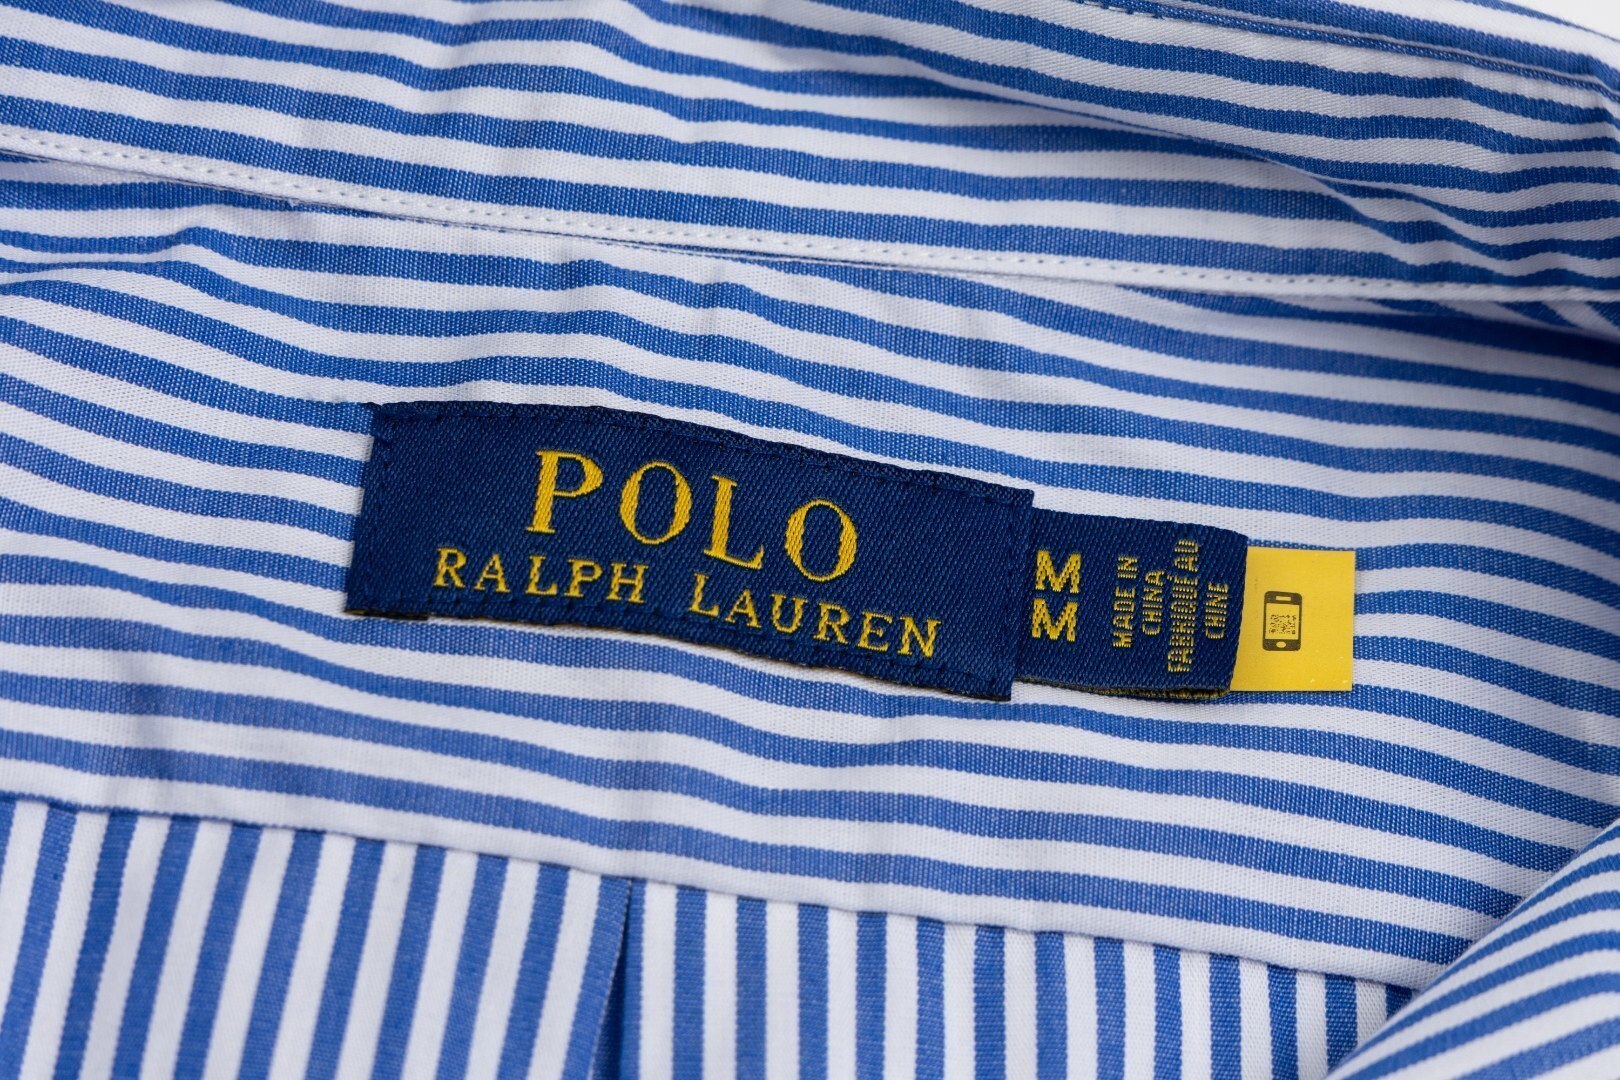 POLO
RALPH LAUREN
M
M
MADE IN
CHINA
FABRIQUÉ AU
CHINE